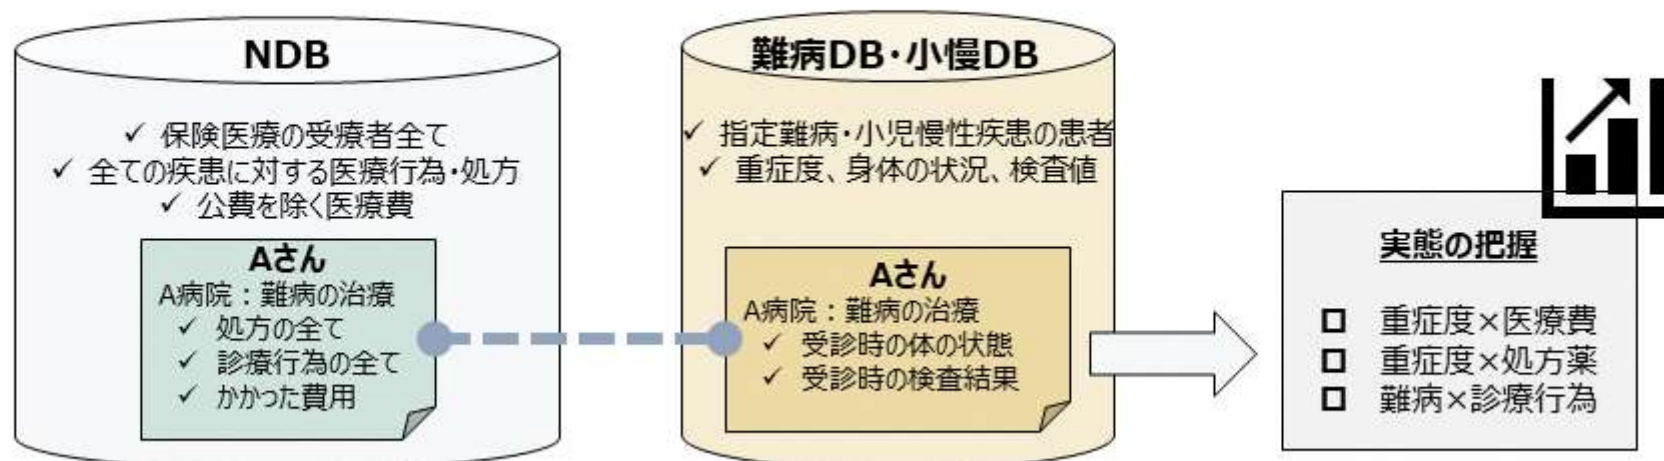 NDB
✓ 保険医療の受療者全て
✓ 全ての疾患に対する医療行為・処方
✓ 公費を除く医療費
Aさん
A病院：難病の治療
✓ 処方の全て
✓ 診療行為の全て
✓ かかった費用
難病DB・小慢DB
✓ 指定難病・小児慢性疾患の患者
✓ 重症度、身体の状況、検査値
Aさん
A病院：難病の治療
✓ 受診時の体の状態
✓ 受診時の検査結果
実態の把握
重症度×医療費
重症度×処方薬
難病×診療行為